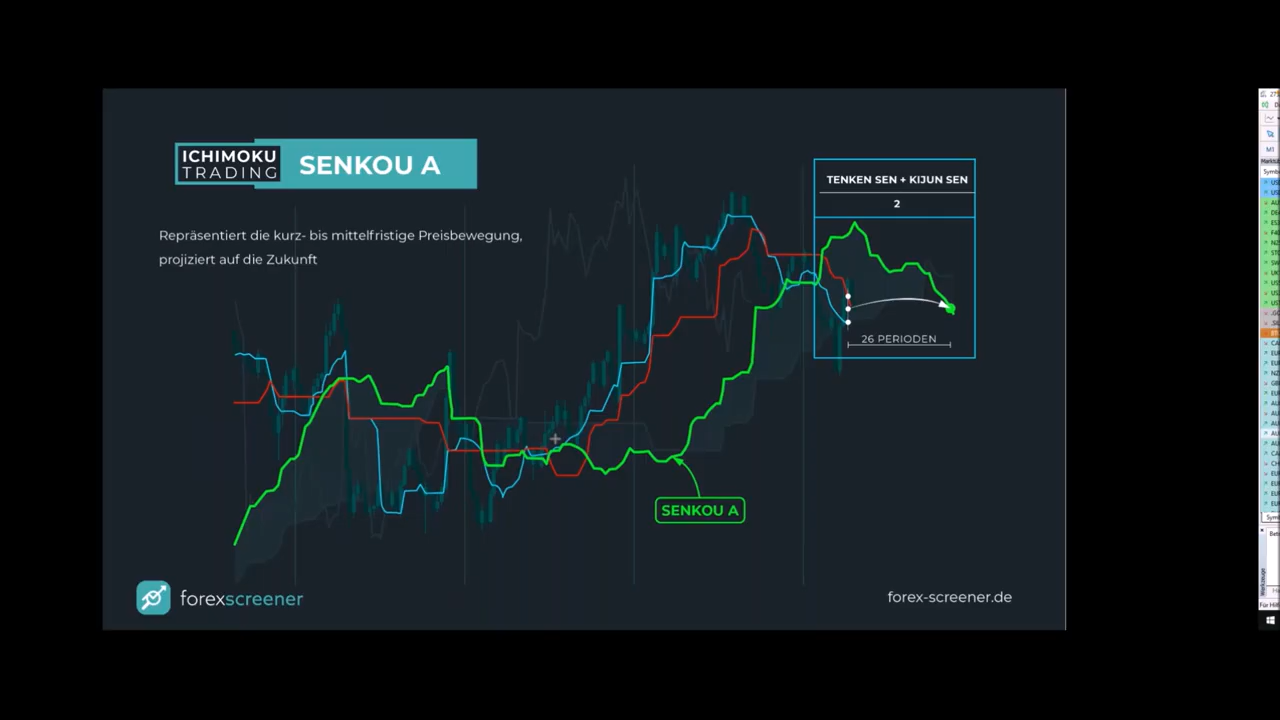 ICHIMOKU
TRADING
SENKOU A
Repräsentiert die kurz- bis mittelfristige Preisbewegung,
projiziert auf die Zukunft
TENKEN SEN + KIJUN SEN
2
26 PERIODEN
SENKOU A
forexscreener
forex-screener.de
M1